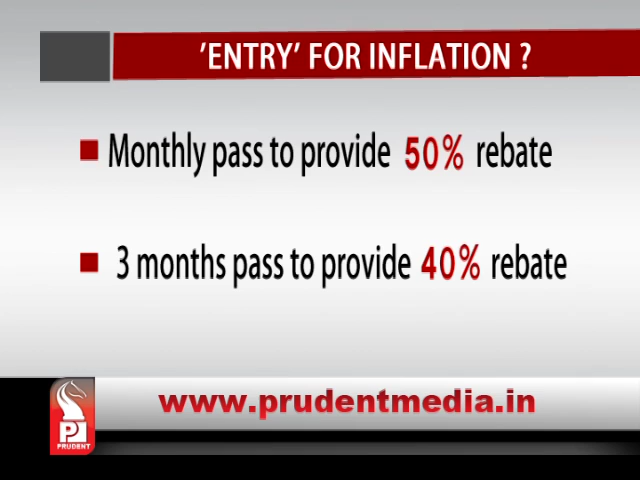 'ENTRY' FOR INFLATION ?
Monthly pass to provide 50% rebate
3 months pass to provide 40% rebate
www.prudentmedia.in
P
PRUDENT